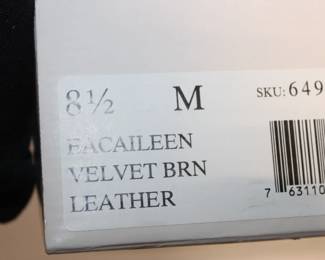 8½ M SKU: 649
EACAILEEN
VELVET BRN
LEATHER
7 63110